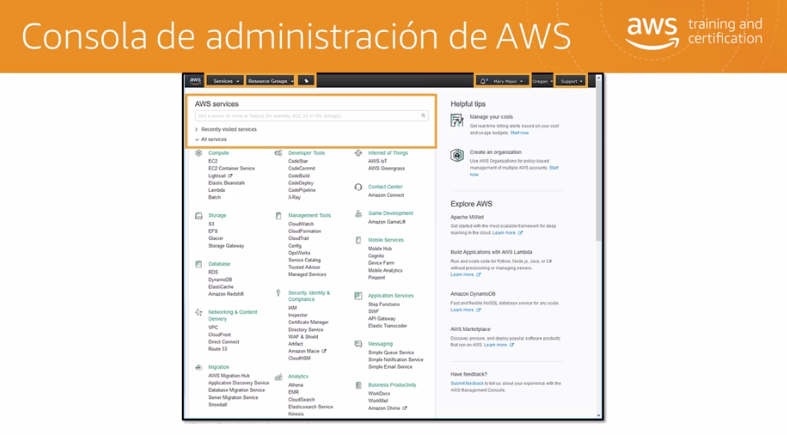 Consola de administración de AWS
aws training and certification
aws Services Resource Groups Mary Major Oregon Support
AWS services
Find a service by name or feature (for example, EC2, S3 or VM, storage).
Recently visited services
All services
Compute
EC2
EC2 Container Service
Lightsail
Elastic Beanstalk
Lambda
Batch
Storage
S3
EFS
Glacier
Storage Gateway
Database
RDS
DynamoDB
ElastiCache
Amazon Redshift
Networking & Content
Delivery
VPC
CloudFront
Direct Connect
Route 53
Migration
AWS Migration Hub
Application Discovery Service
Database Migration Service
Server Migration Service
Snowball
Developer Tools
CodeStar
CodeCommit
CodeBuild
CodeDeploy
CodePipeline
X-Ray
Management Tools
CloudWatch
CloudFormation
CloudTrail
Config
OpsWorks
Service Catalog
Trusted Advisor
Managed Services
Security, Identity &
Compliance
IAM
Inspector
Certificate Manager
Directory Service
WAF & Shield
Artifact
Amazon Macie
CloudHSM
Analytics
Athena
EMR
CloudSearch
Elasticsearch Service
Kinesis
Internet of Things
AWS IoT
AWS Greengrass
Contact Center
Amazon Connect
Game Development
Amazon GameLift
Mobile Services
Mobile Hub
Cognito
Device Farm
Mobile Analytics
Pinpoint
Application Services
Step Functions
SWF
API Gateway
Elastic Transcoder
Messaging
Simple Queue Service
Simple Notification Service
Simple Email Service
Business Productivity
WorkDocs
WorkMail
Amazon Chime
Helpful tips
Manage your costs
Get real-time billing alerts based on your cost
and usage budgets. Start now
Create an organization
Use AWS Organizations for policy-based
management of multiple AWS accounts. Start
now
Explore AWS
Apache MXNet
Get started with the most scalable framework for deep
learning in the cloud. Learn more
Build Applications with AWS Lambda
Run and scale code for Python, Node.js, Java, or C#
without provisioning or managing servers.
Learn more
Amazon DynamoDB
Fast and flexible NoSQL database service for any scale.
Learn more
AWS Marketplace
Discover, procure, and deploy popular software products
that run on AWS. Learn more
Have feedback?
Submit feedback to tell us about your experience with the
AWS Management Console.